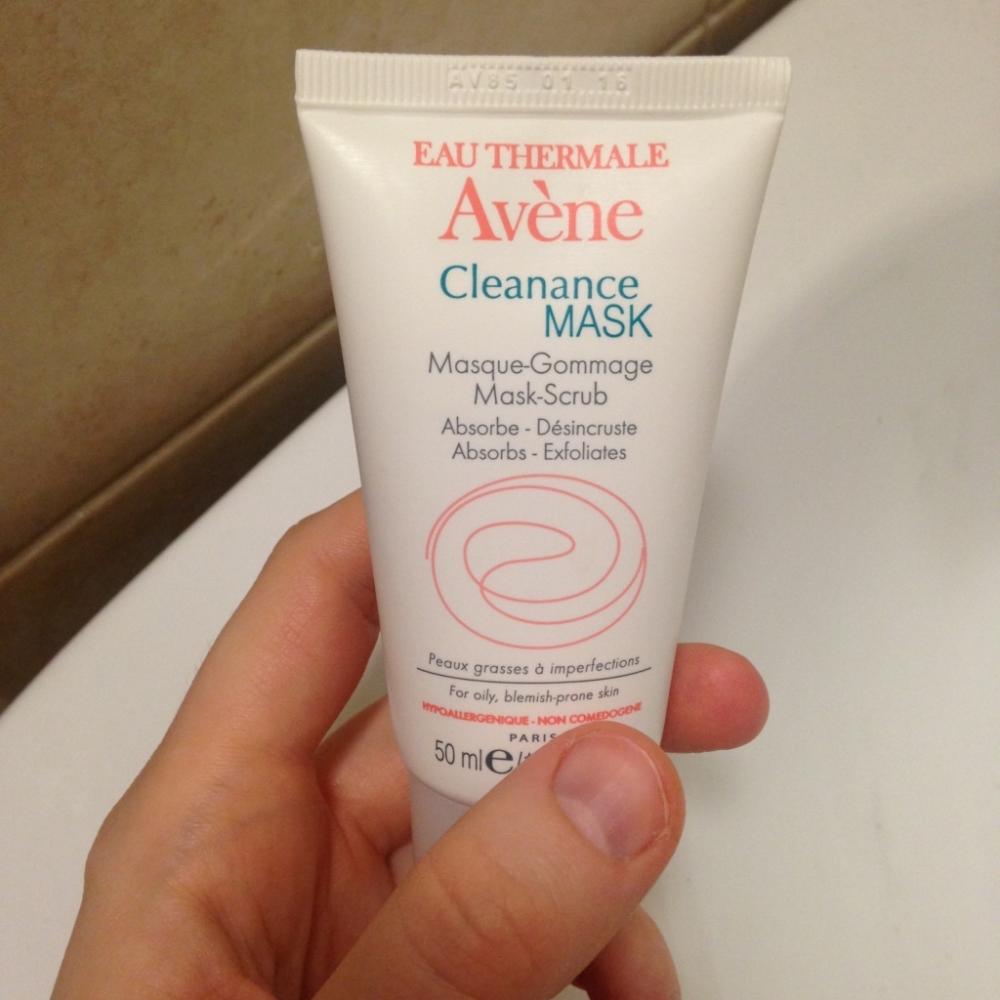 AV85 01 16
EAU THERMALE
Avène
Cleanance
MASK
Masque-Gommage
Mask-Scrub
Absorbe - Désincruste
Absorbs - Exfoliates
Peaux grasses à imperfections
For oily, blemish-prone skin
HYPOALLERGENIQUE - NON COMEDOGENE
PARIS
50 ml e